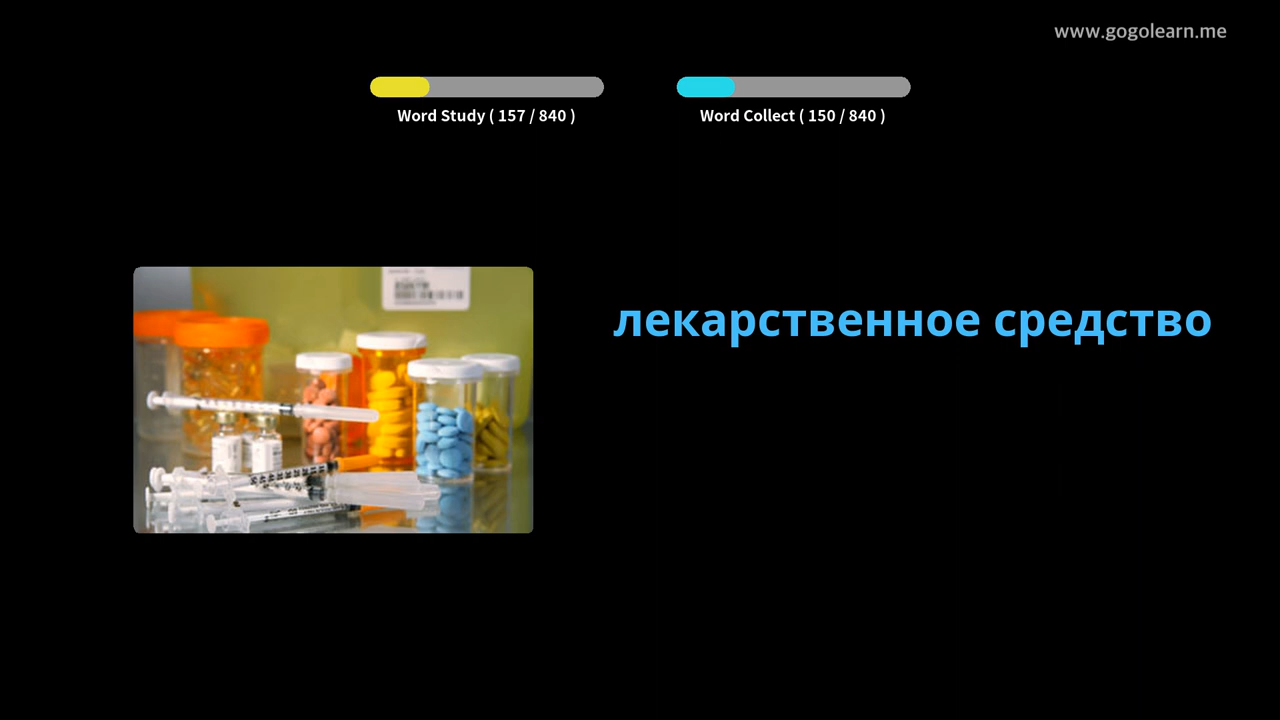 www.gogolearn.me
Word Study ( 157 / 840 )
Word Collect ( 150 / 840 )
лекарственное средство